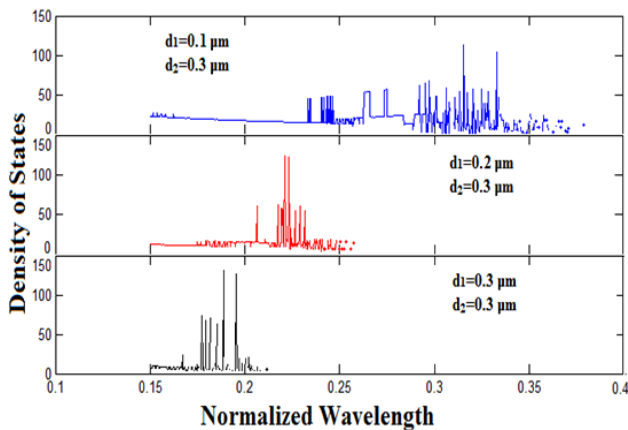 150
100
50
0
d1=0.1 µm
d2=0.3 µm
150
100
50
0
d1=0.2 µm
d2=0.3 µm
150
100
50
0
d1=0.3 µm
d2=0.3 µm
0.1 0.15 0.2 0.25 0.3 0.35 0.4
Density of States
Normalized Wavelength